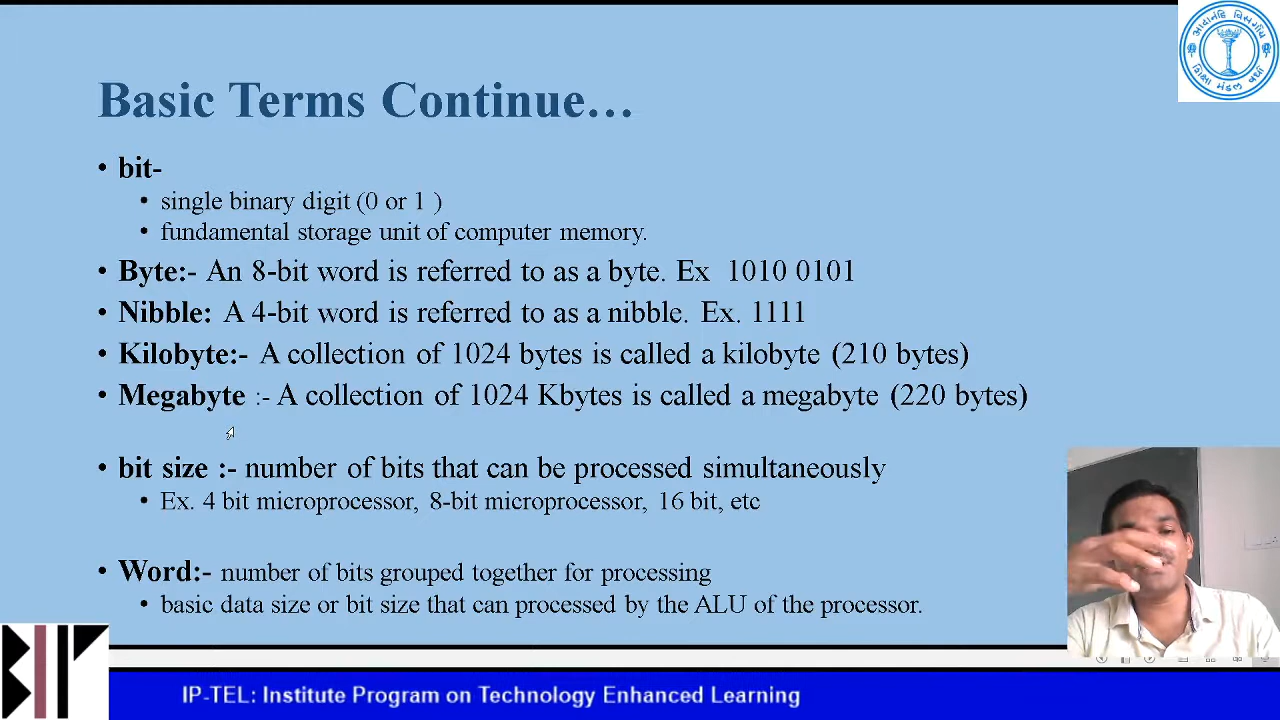 Basic Terms Continue…
• bit-
• single binary digit (0 or 1 )
• fundamental storage unit of computer memory.
• Byte:- An 8-bit word is referred to as a byte. Ex 1010 0101
• Nibble: A 4-bit word is referred to as a nibble. Ex. 1111
• Kilobyte:- A collection of 1024 bytes is called a kilobyte (210 bytes)
• Megabyte :- A collection of 1024 Kbytes is called a megabyte (220 bytes)
• bit size :- number of bits that can be processed simultaneously
• Ex. 4 bit microprocessor, 8-bit microprocessor, 16 bit, etc
• Word:- number of bits grouped together for processing
• basic data size or bit size that can processed by the ALU of the processor.
IP-TEL: Institute Program on Technology Enhanced Learning